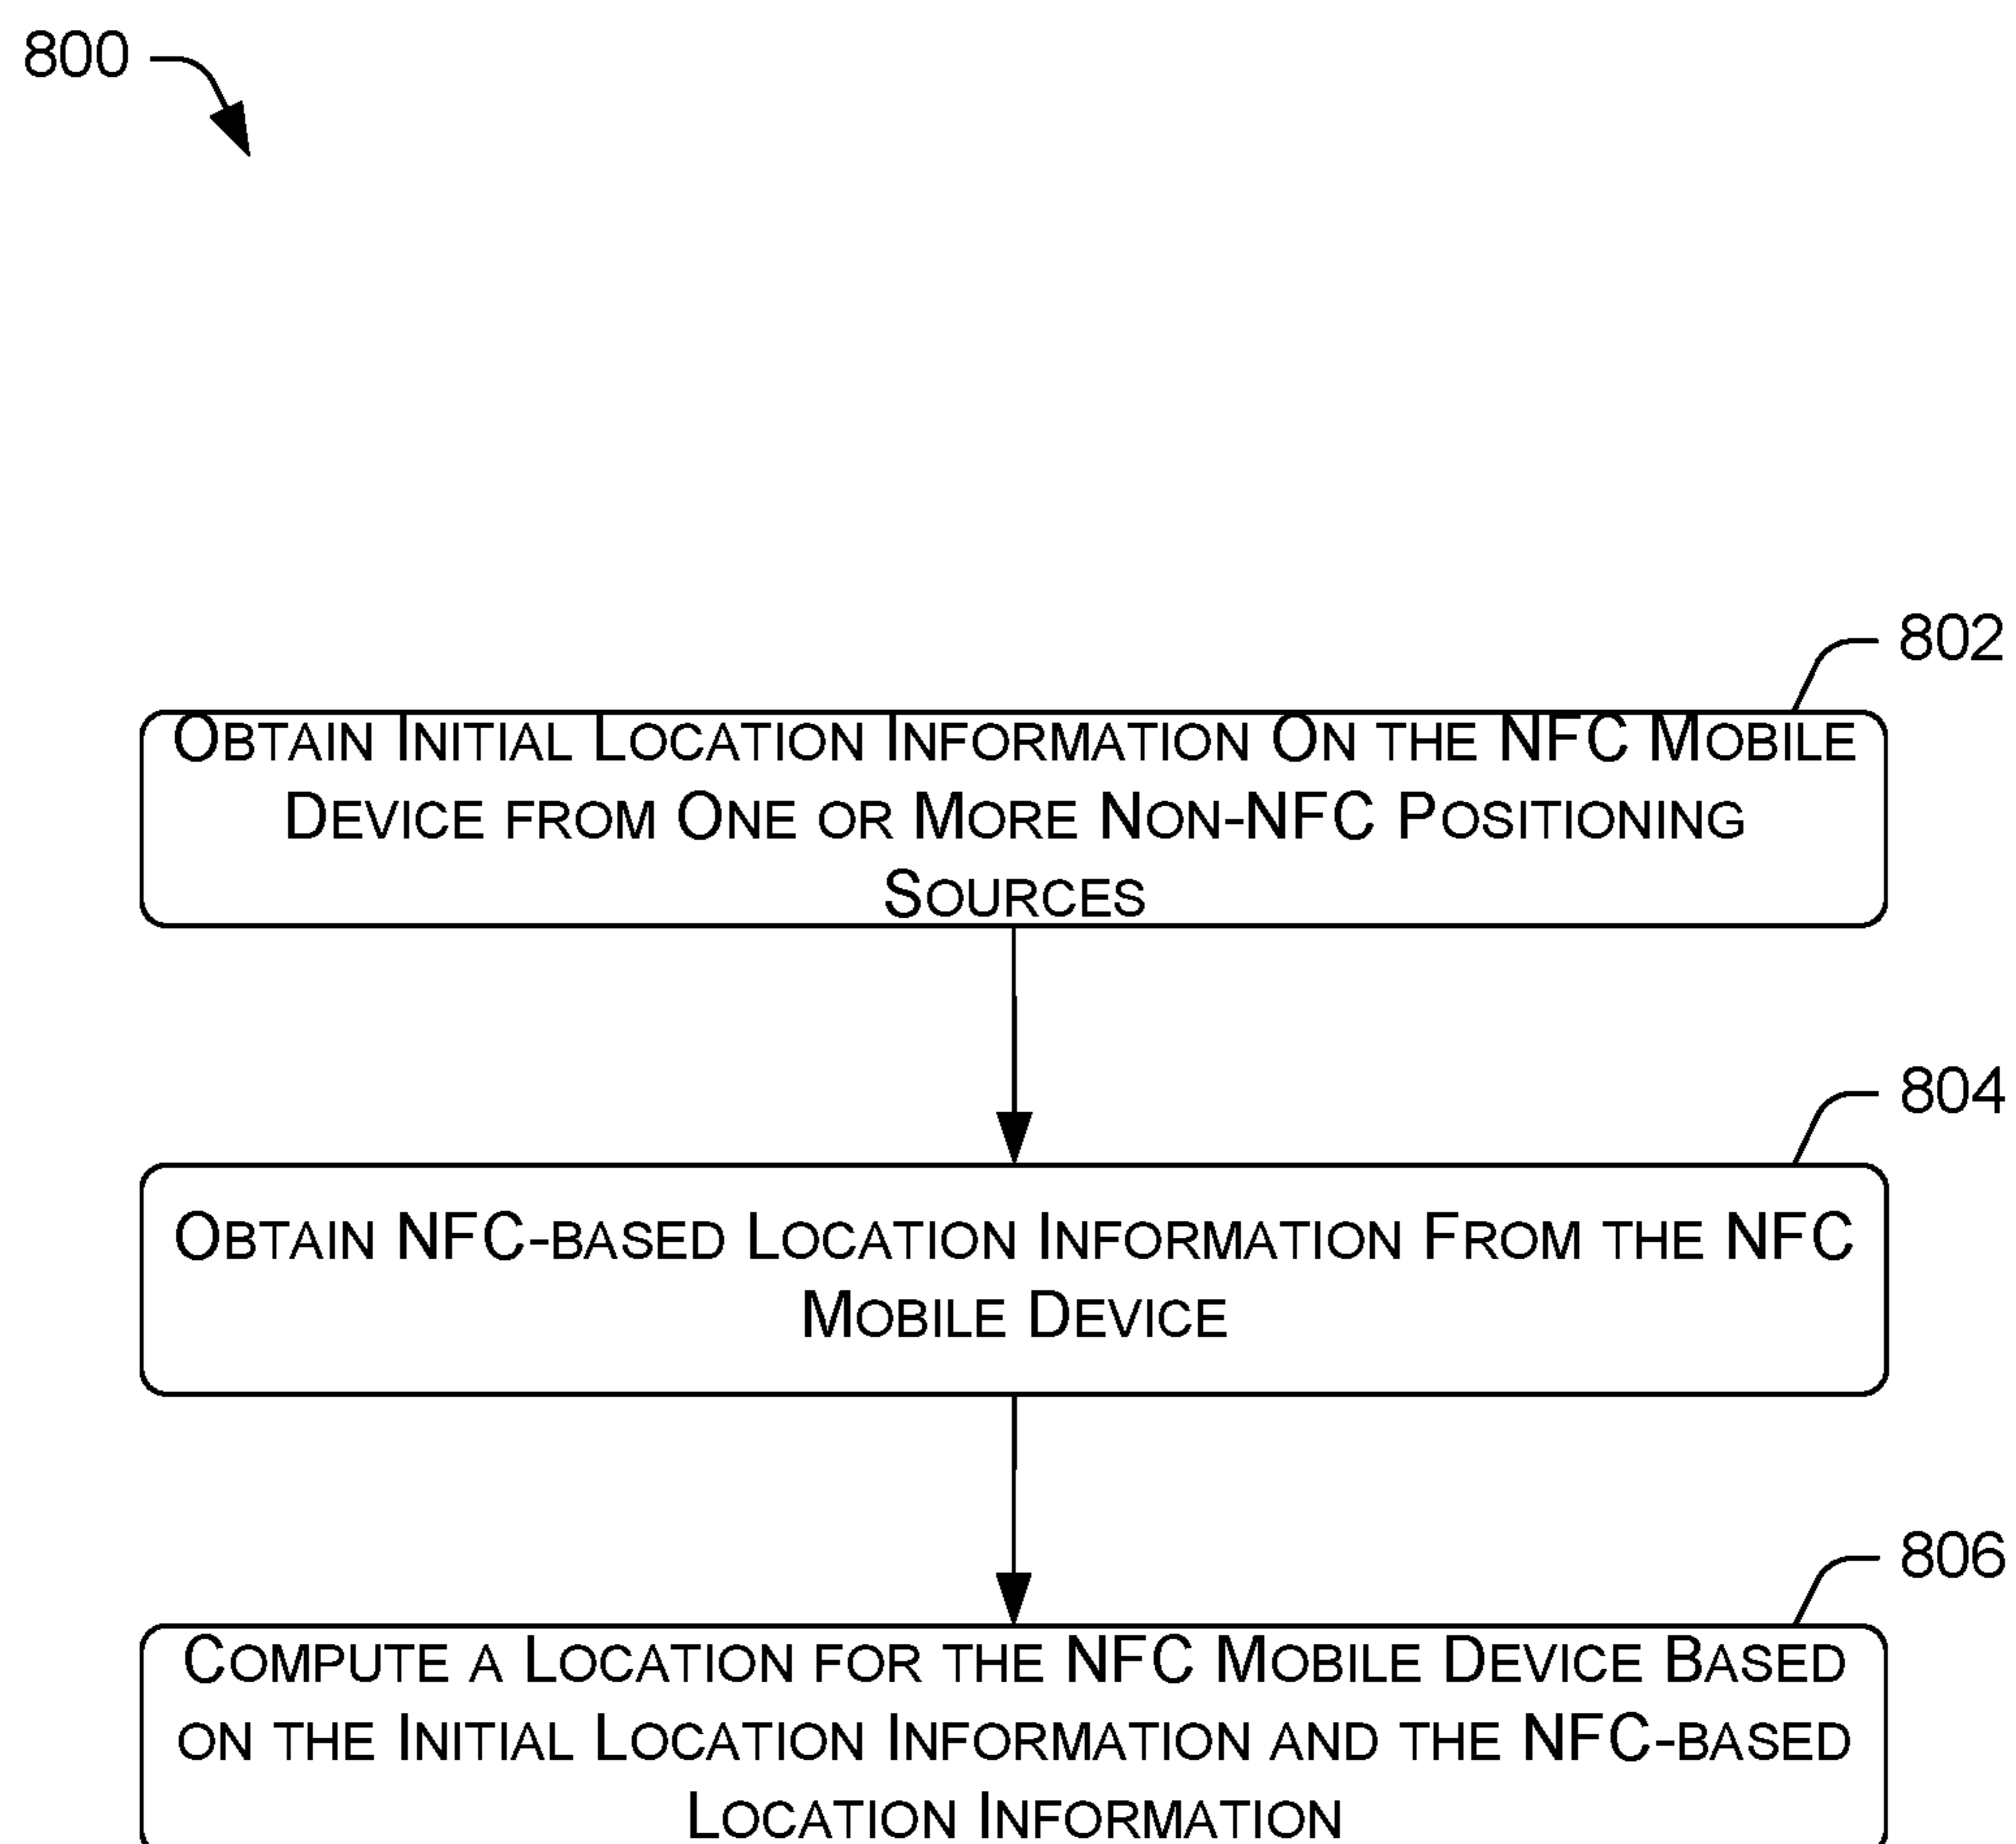 800
802
Obtain Initial Location Information On the NFC Mobile
Device from One or More Non-NFC Positioning
Sources
804
Obtain NFC-based Location Information From the NFC
Mobile Device
806
Compute a Location for the NFC Mobile Device Based
on the Initial Location Information and the NFC-based
Location Information